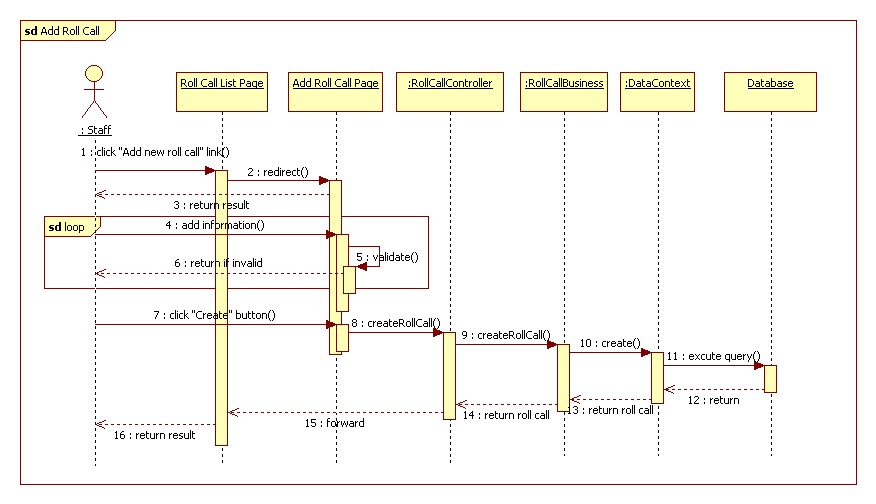 sd Add Roll Call
: Staff
Roll Call List Page
Add Roll Call Page
:RollCallController
:RollCallBusiness
:DataContext
Database
1 : click "Add new roll call" link()
2 : redirect()
3 : return result
sd loop
4 : add information()
5 : validate()
6 : return if invalid
7 : click "Create" button()
8 : createRollCall()
9 : createRollCall()
10 : create()
11 : excute query()
12 : return
13 : return roll call
14 : return roll call
15 : forward
16 : return result